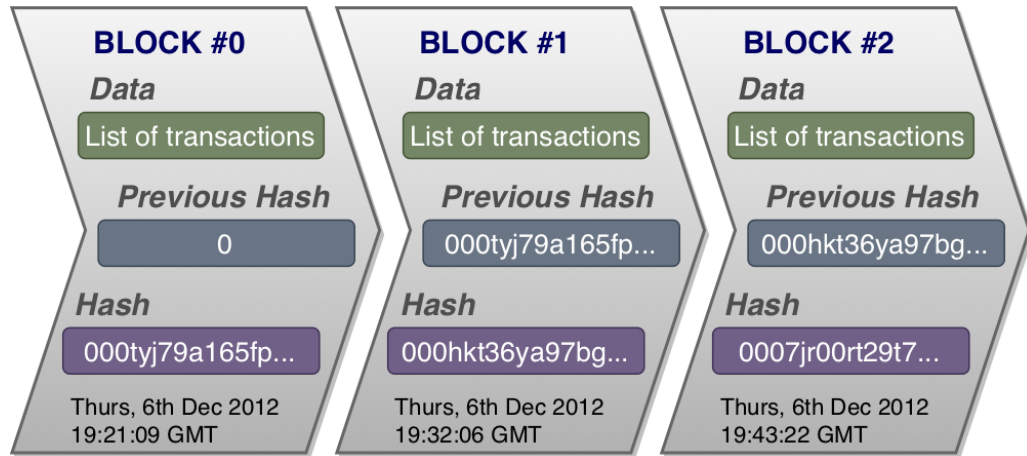 BLOCK #0
Data
List of transactions
Previous Hash
0
Hash
000tyj79a165fp...
Thurs, 6th Dec 2012
19:21:09 GMT
BLOCK #1
Data
List of transactions
Previous Hash
000tyj79a165fp...
Hash
000hkt36ya97bg...
Thurs, 6th Dec 2012
19:32:06 GMT
BLOCK #2
Data
List of transactions
Previous Hash
000hkt36ya97bg...
Hash
0007jr00rt29t7...
Thurs, 6th Dec 2012
19:43:22 GMT